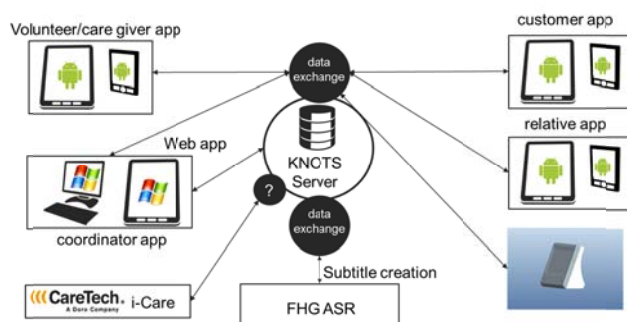 Volunteer/care giver app
customer app
data
exchange
relative app
Web app
KNOTS
Server
?
coordinator app
data
exchange
Subtitle creation
CareTech®
A Doro Company
i-Care
FHG ASR